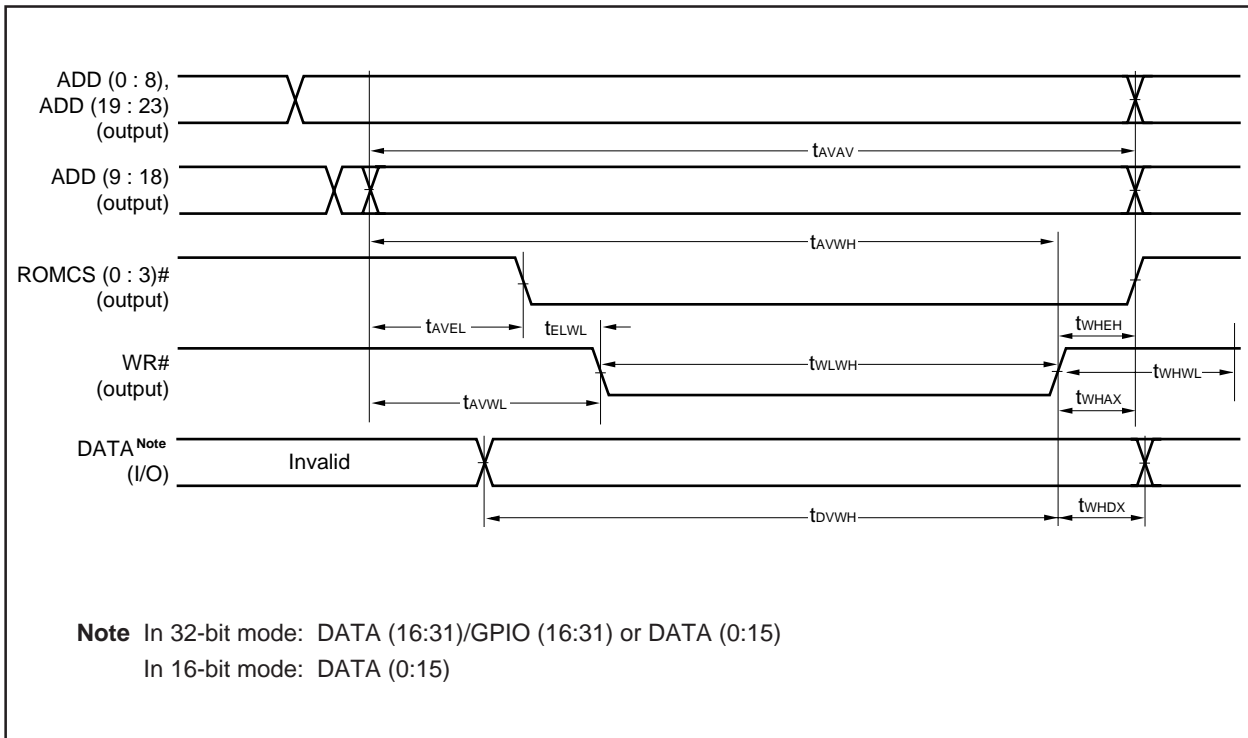 ADD (0 : 8),
ADD (19 : 23)
(output)
tAVAV
ADD (9 : 18)
(output)
tAVWH
ROMCS (0 : 3)#
(output)
tAVEL
tELWL
tWHEH
WR#
(output)
tWLWH
tWHWL
tAVWL
tWHAX
DATA Note
(I/O)
Invalid
tDVWH
tWHDX
Note In 32-bit mode: DATA (16:31)/GPIO (16:31) or DATA (0:15)
In 16-bit mode: DATA (0:15)